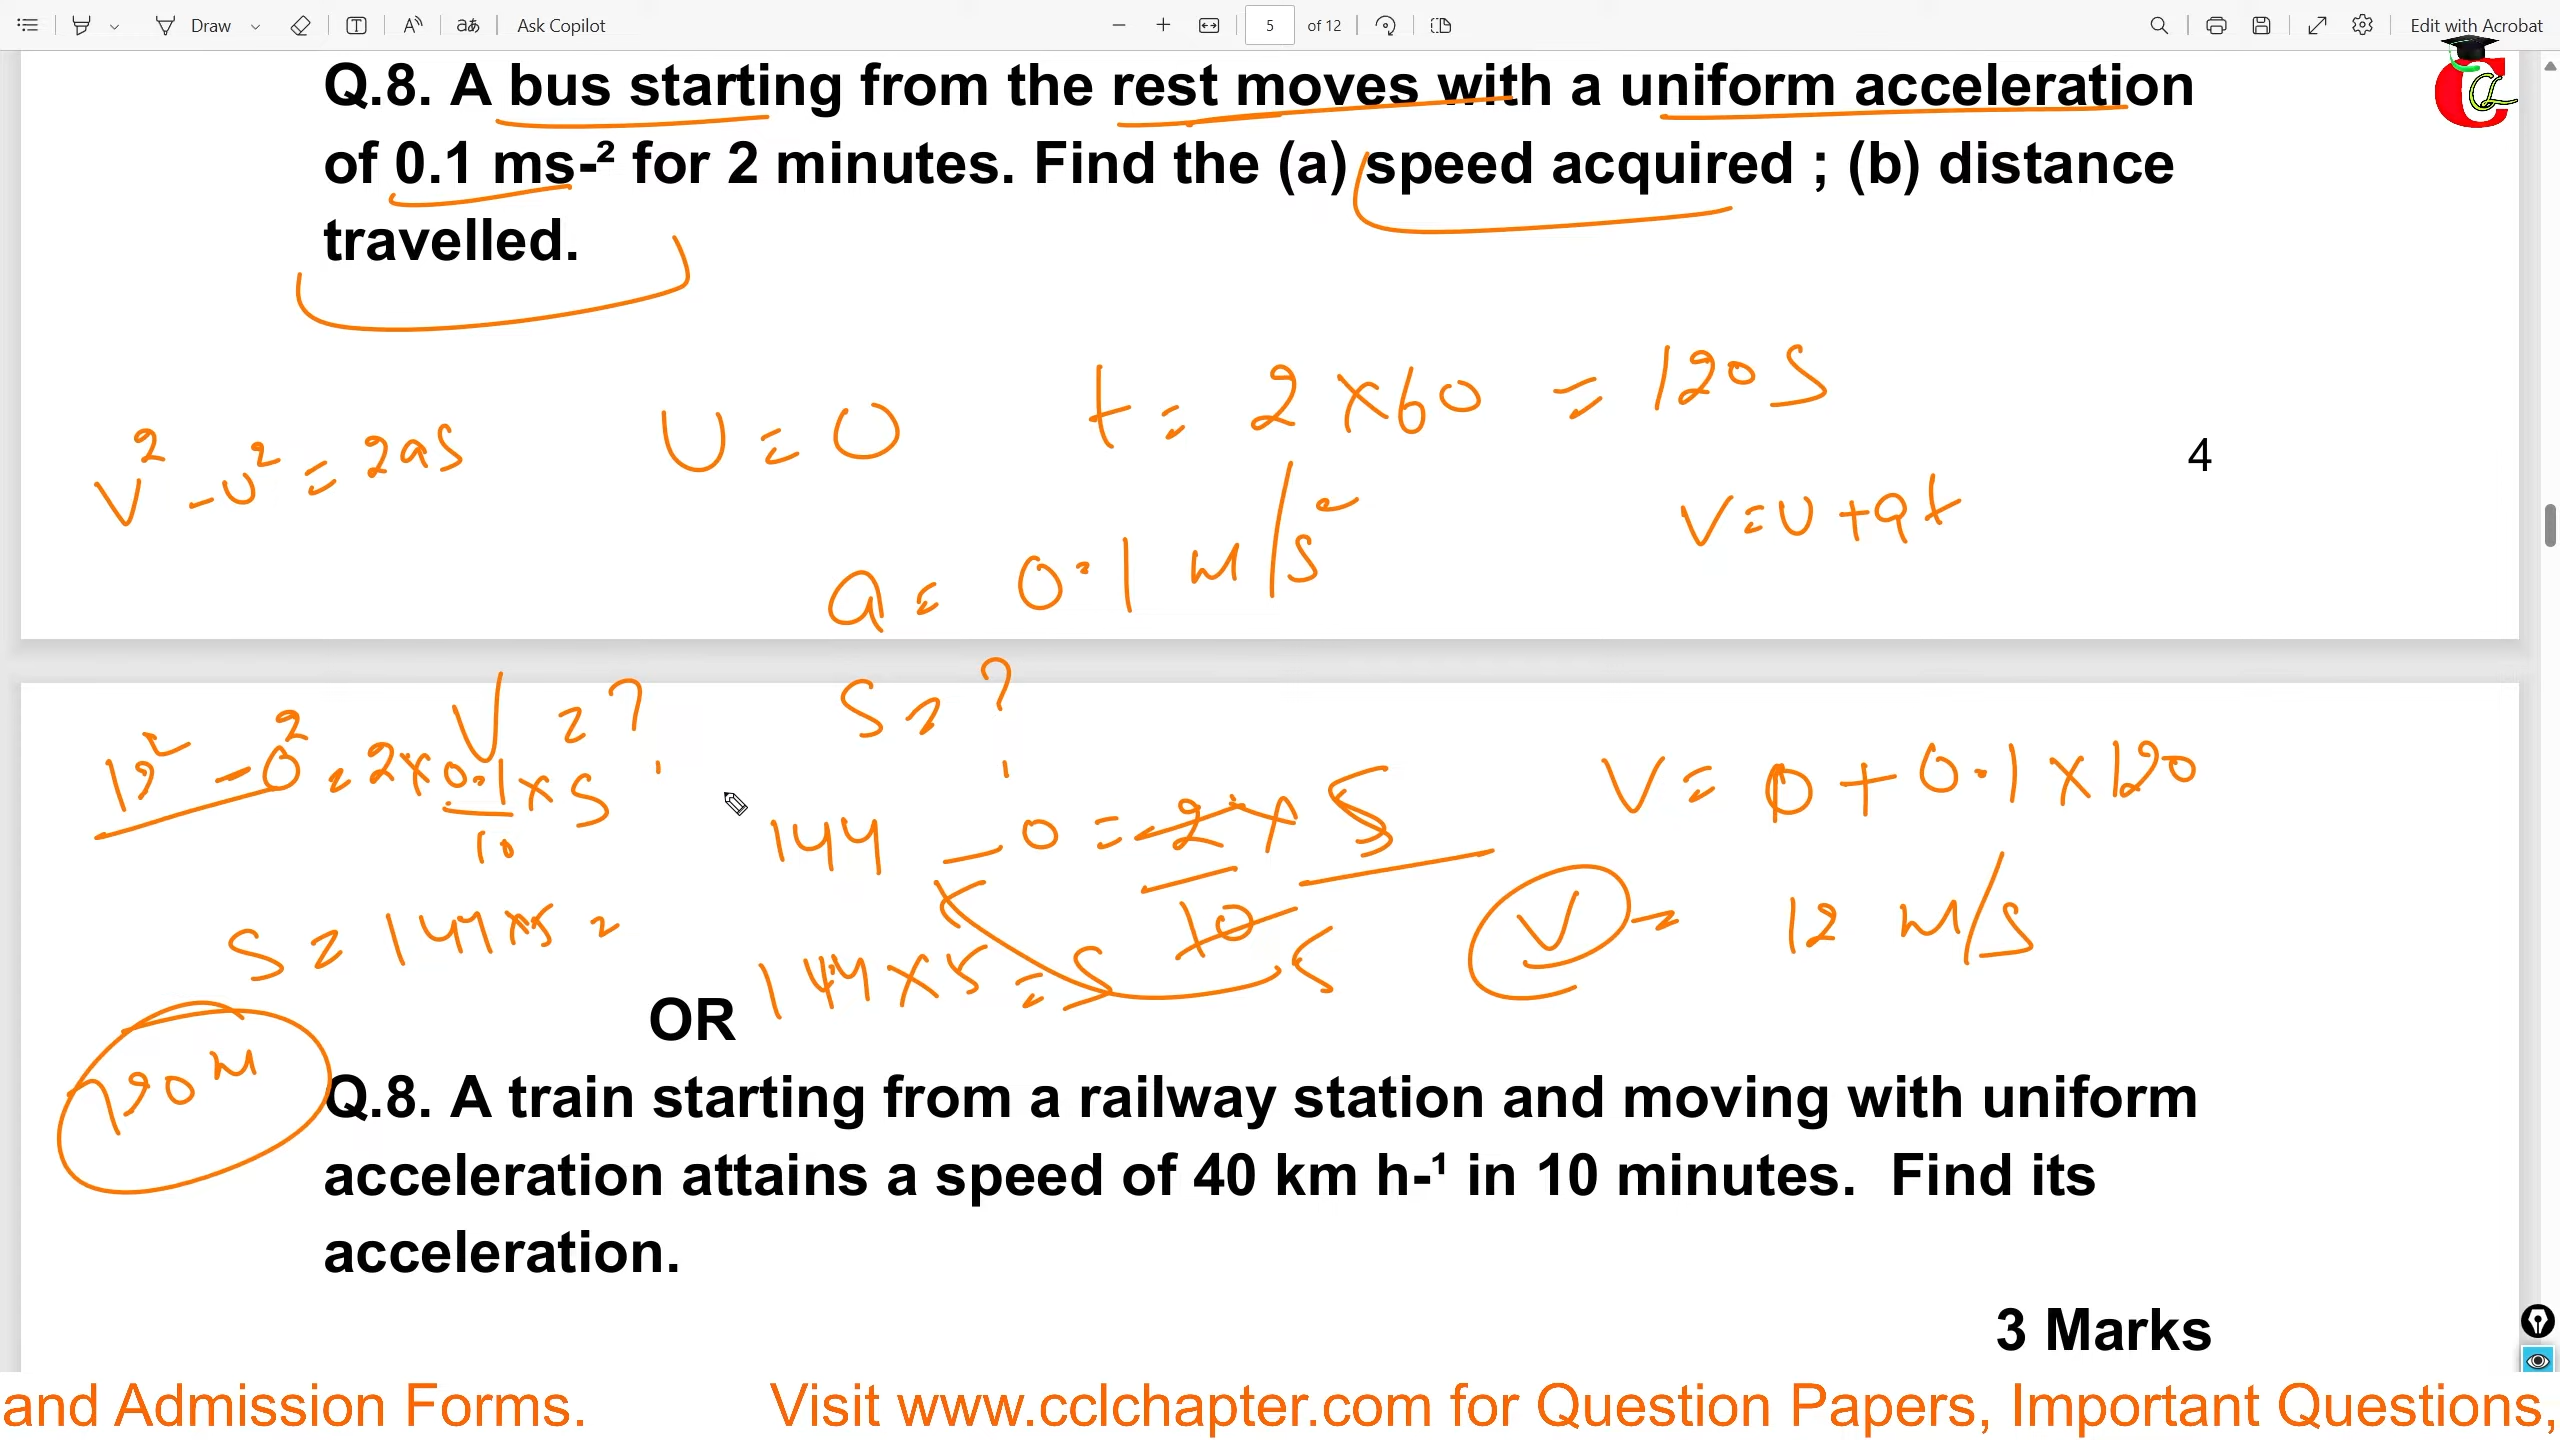 Draw
Ask Copilot
5 of 12
Edit with Acrobat
Q.8. A bus starting from the rest moves with a uniform acceleration
of 0.1 ms-² for 2 minutes. Find the (a) speed acquired ; (b) distance
travelled.
t = 2 × 60 = 120 S
U = 0
V² - U² = 2as
4
V = U + at
a = 0.1 m/s²
V = ?
S = ?
12² - 0² = 2 × 0.1 × S
10
V = 0 + 0.1 × 120
144 - 0 = 2 × S
10 5
V = 12 m/s
S = 144 × 5 =
144 × 5 = S
OR
720 m
Q.8. A train starting from a railway station and moving with uniform
acceleration attains a speed of 40 km h-¹ in 10 minutes. Find its
acceleration.
3 Marks
and Admission Forms. Visit www.cclchapter.com for Question Papers, Important Questions,